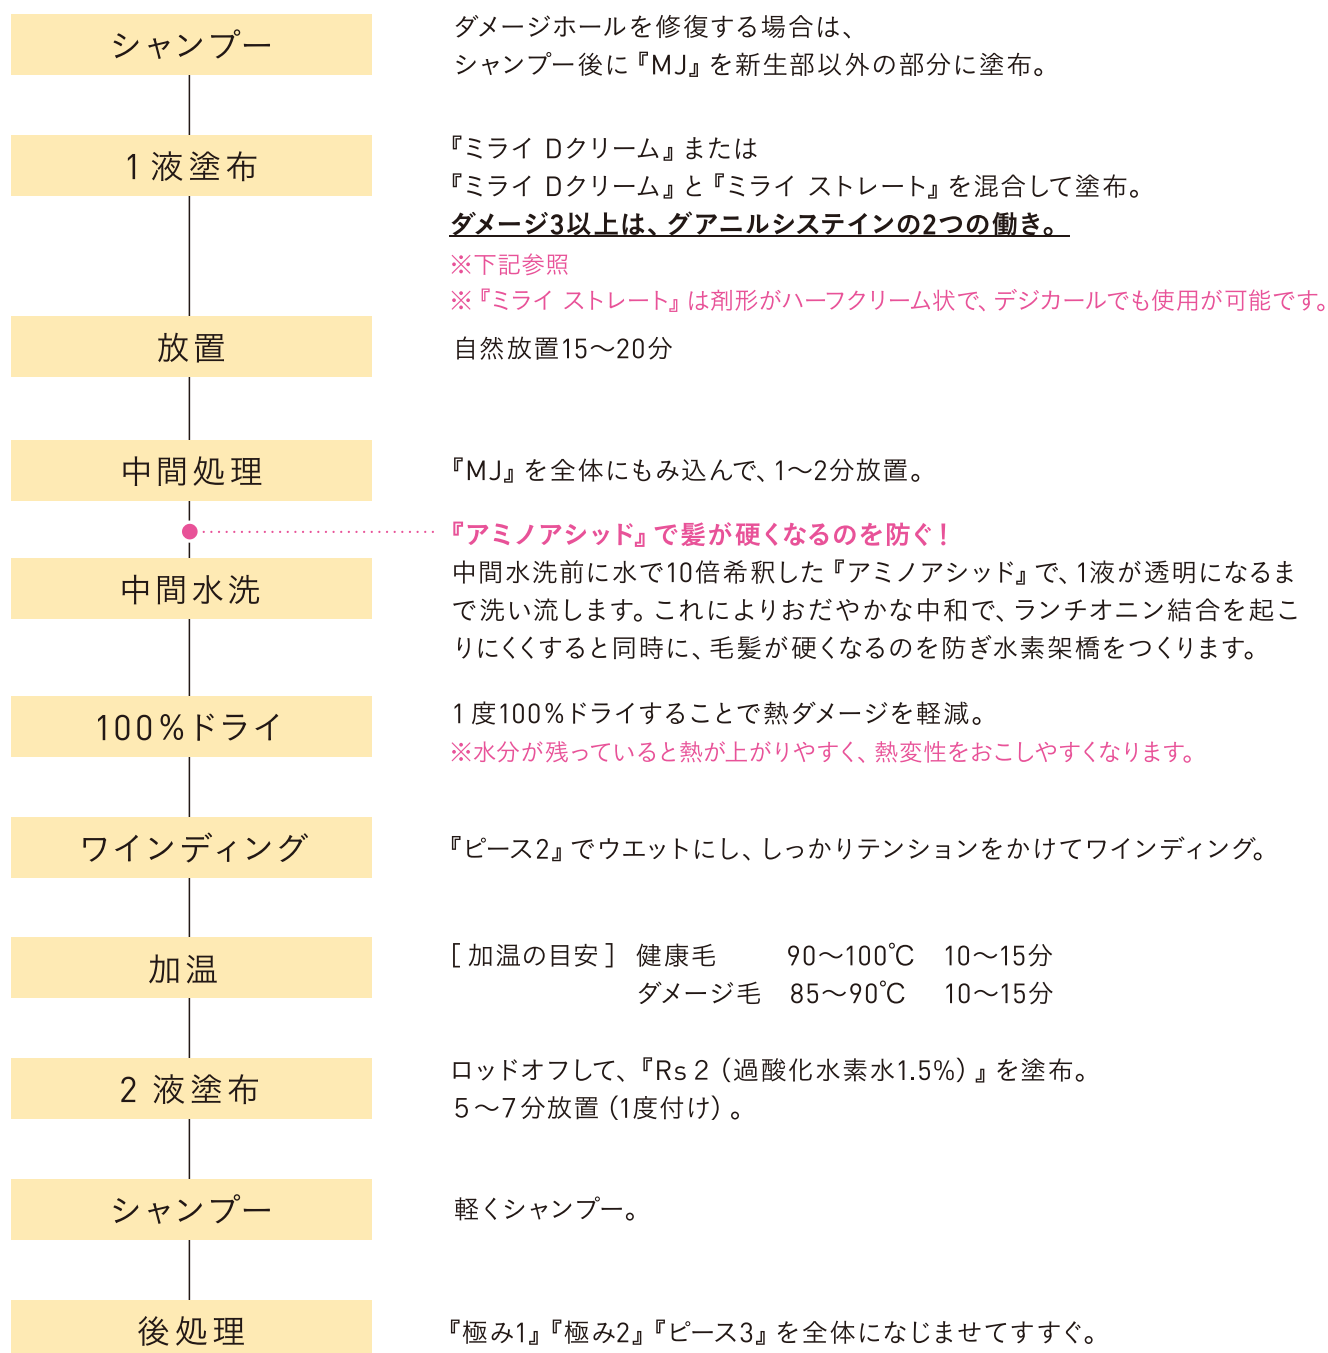 シャンプー
ダメージホールを修復する場合は、
シャンプー後に『MJ』を新生部以外の部分に塗布。
1液塗布
『ミライ Dクリーム』または
『ミライ Dクリーム』と『ミライ ストレート』を混合して塗布。
ダメージ3以上は、グアニルシステインの2つの働き。
※下記参照
※『ミライ ストレート』は剤形がハーフクリーム状で、デジカールでも使用が可能です。
放置
自然放置15～20分
中間処理
『MJ』を全体にもみ込んで、1～2分放置。
『アミノアシッド』で髪が硬くなるのを防ぐ！
中間水洗
中間水洗前に水で10倍希釈した『アミノアシッド』で、1液が透明になるま
で洗い流します。これによりおだやかな中和で、ランチオニン結合を起こ
りにくくすると同時に、毛髪が硬くなるのを防ぎ水素架橋をつくります。
100％ドライ
1度100％ドライすることで熱ダメージを軽減。
※水分が残っていると熱が上がりやすく、熱変性をおこしやすくなります。
ワインディング
『ピース2』でウエットにし、しっかりテンションをかけてワインディング。
加温
［加温の目安］ 健康毛 90～100℃ 10～15分
ダメージ毛 85～90℃ 10～15分
2 液塗布
ロッドオフして、『Rs 2（過酸化水素水1.5%）』を塗布。
5～7分放置（1度付け）。
シャンプー
軽くシャンプー。
後処理
『極み1』『極み2』『ピース3』を全体になじませてすすぐ。